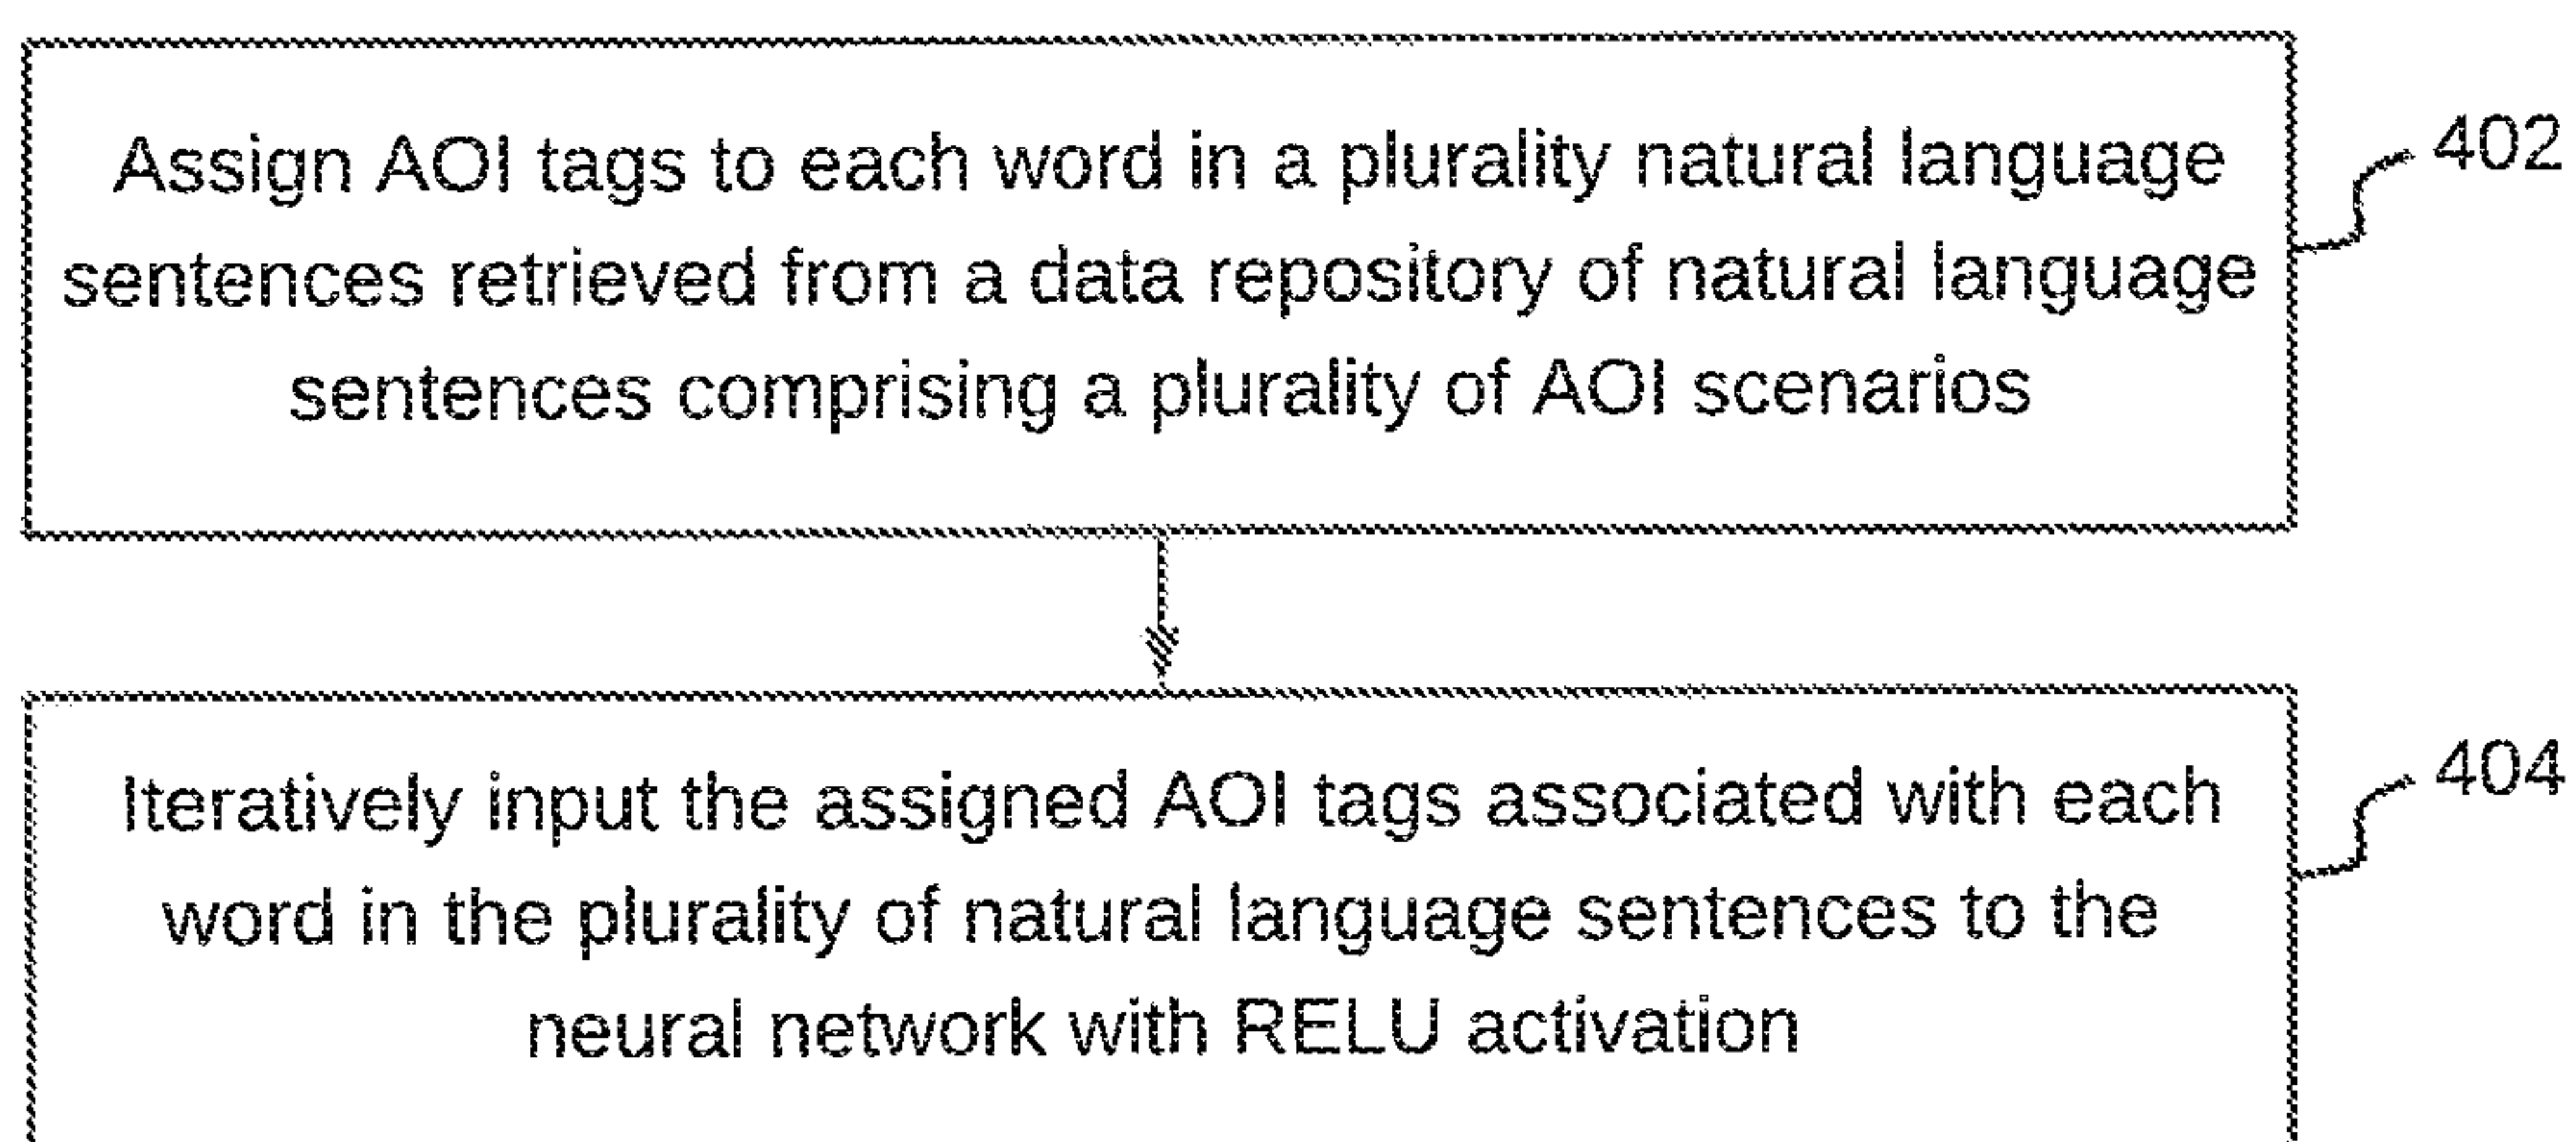 Assign AOI tags to each word in a plurality natural language
sentences retrieved from a data repository of natural language
sentences comprising a plurality of AOI scenarios
402
Iteratively input the assigned AOI tags associated with each
word in the plurality of natural language sentences to the
neural network with RELU activation
404